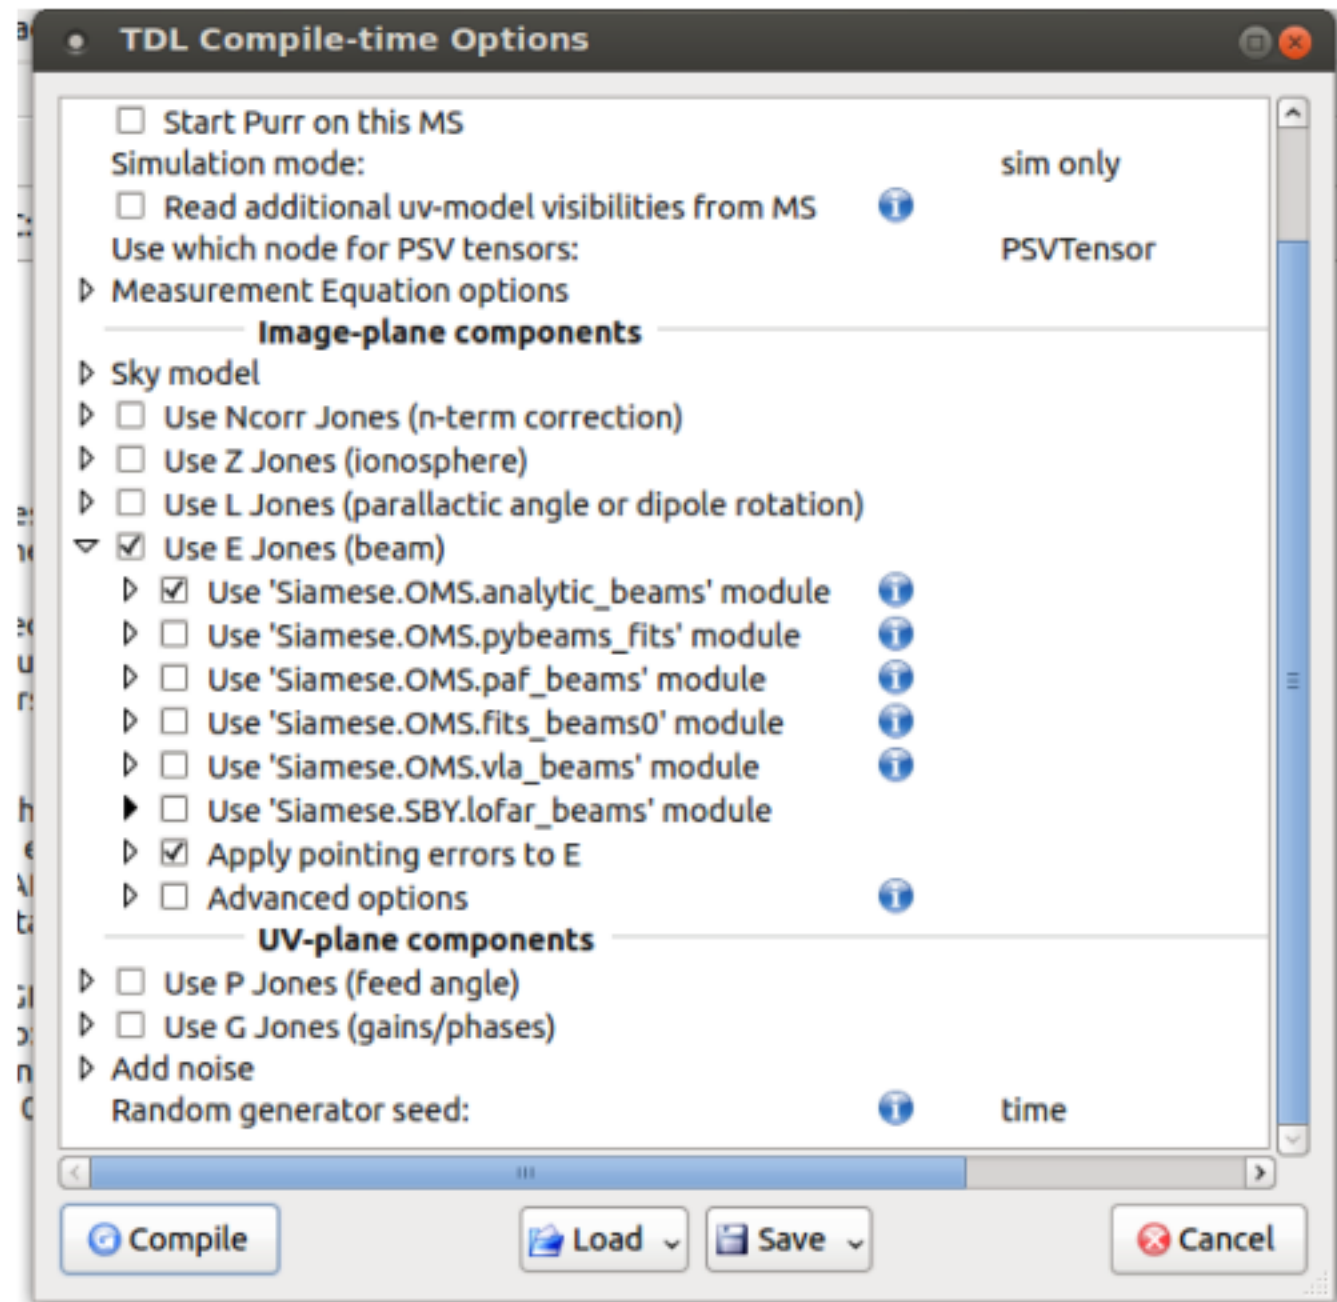 TDL Compile-time Options
Start Purr on this MS
Simulation mode: sim only
Read additional uv-model visibilities from MS
Use which node for PSV tensors: PSVTensor
Measurement Equation options
Image-plane components
Sky model
Use Ncorr Jones (n-term correction)
Use Z Jones (ionosphere)
Use L Jones (parallactic angle or dipole rotation)
Use E Jones (beam)
Use 'Siamese.OMS.analytic_beams' module
Use 'Siamese.OMS.pybeams_fits' module
Use 'Siamese.OMS.paf_beams' module
Use 'Siamese.OMS.fits_beams0' module
Use 'Siamese.OMS.vla_beams' module
Use 'Siamese.SBY.lofar_beams' module
Apply pointing errors to E
Advanced options
UV-plane components
Use P Jones (feed angle)
Use G Jones (gains/phases)
Add noise
Random generator seed: time
Compile Load Save Cancel